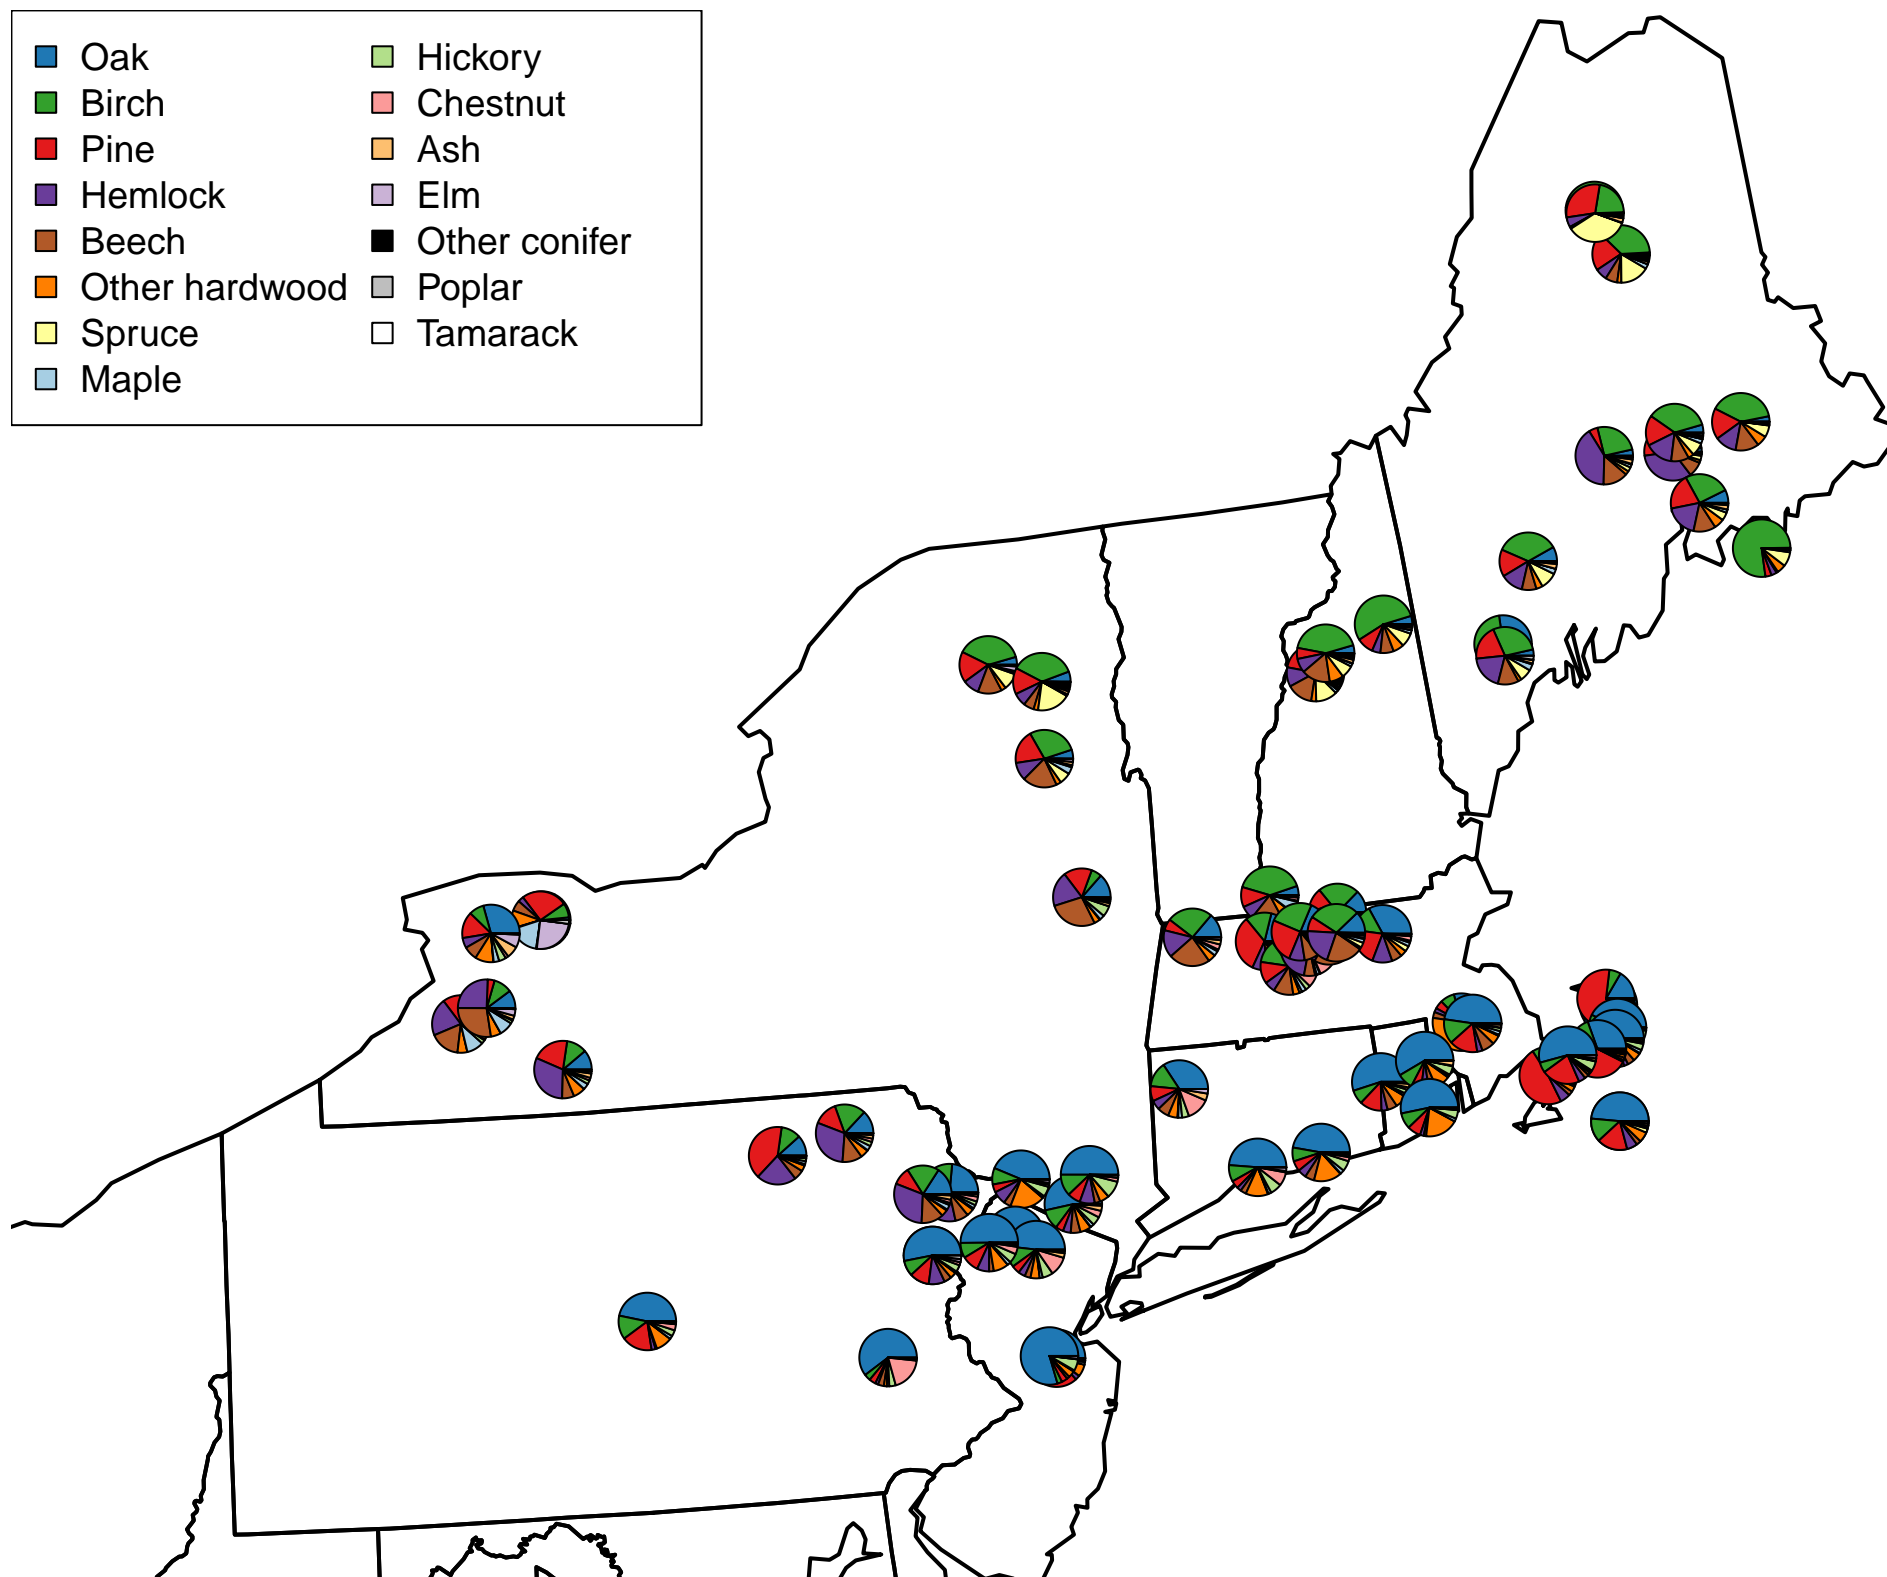 Oak
Birch
Pine
Hemlock
Beech
Other hardwood
Spruce
Maple
Hickory
Chestnut
Ash
Elm
Other conifer
Poplar
Tamarack